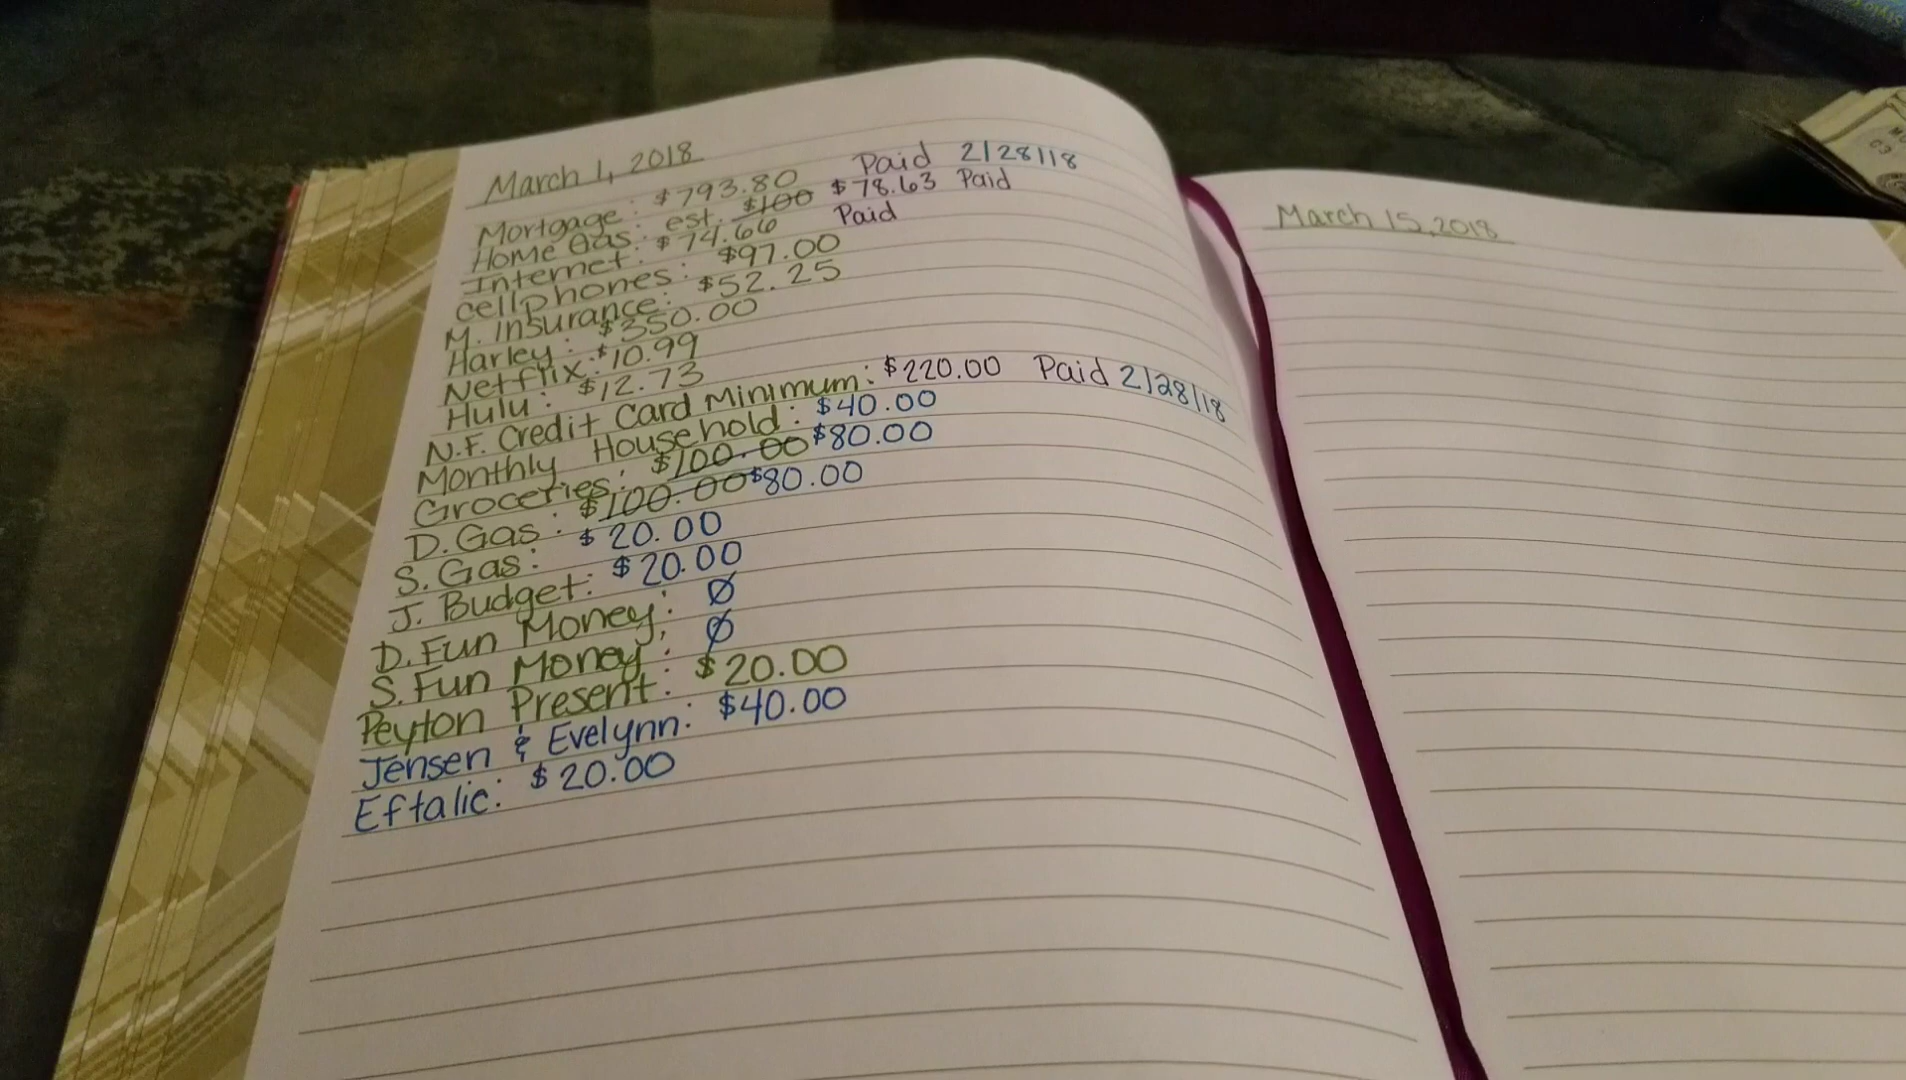 March 1, 2018
Mortgage: $793.80 Paid 2/28/18
Home Gas: est. $100 $78.63 Paid
Internet: $74.66 Paid
cellphones: $97.00
M. Insurance: $52.25
Harley: $350.00
Netflix: $10.99
Hulu: $12.73
N.F. Credit Card Minimum: $220.00 Paid 2/28/18
Monthly Household: $40.00
Groceries: $100.00 $80.00
D. Gas: $100.00 $80.00
S. Gas: $20.00
J. Budget: $20.00
D. Fun Money: Ø
S. Fun Money: Ø
Peyton Present: $20.00
Jensen & Evelynn: $40.00
Eftalie: $20.00
March 15, 2018